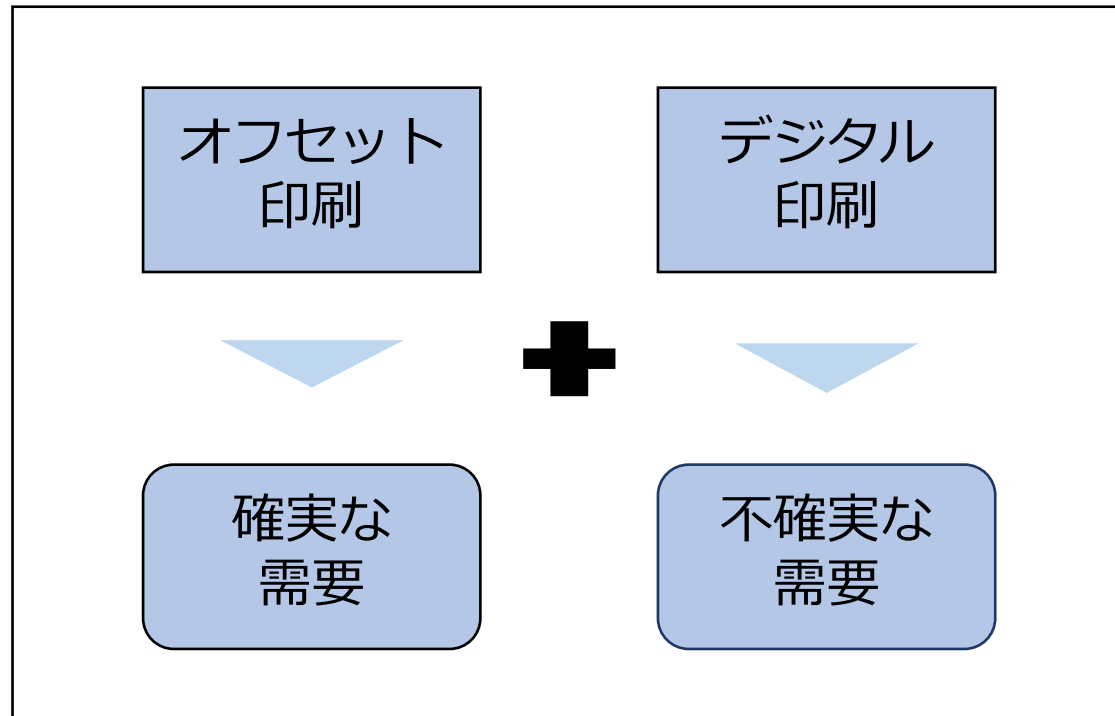 オフセット
印刷
デジタル
印刷
確実な
需要
不確実な
需要